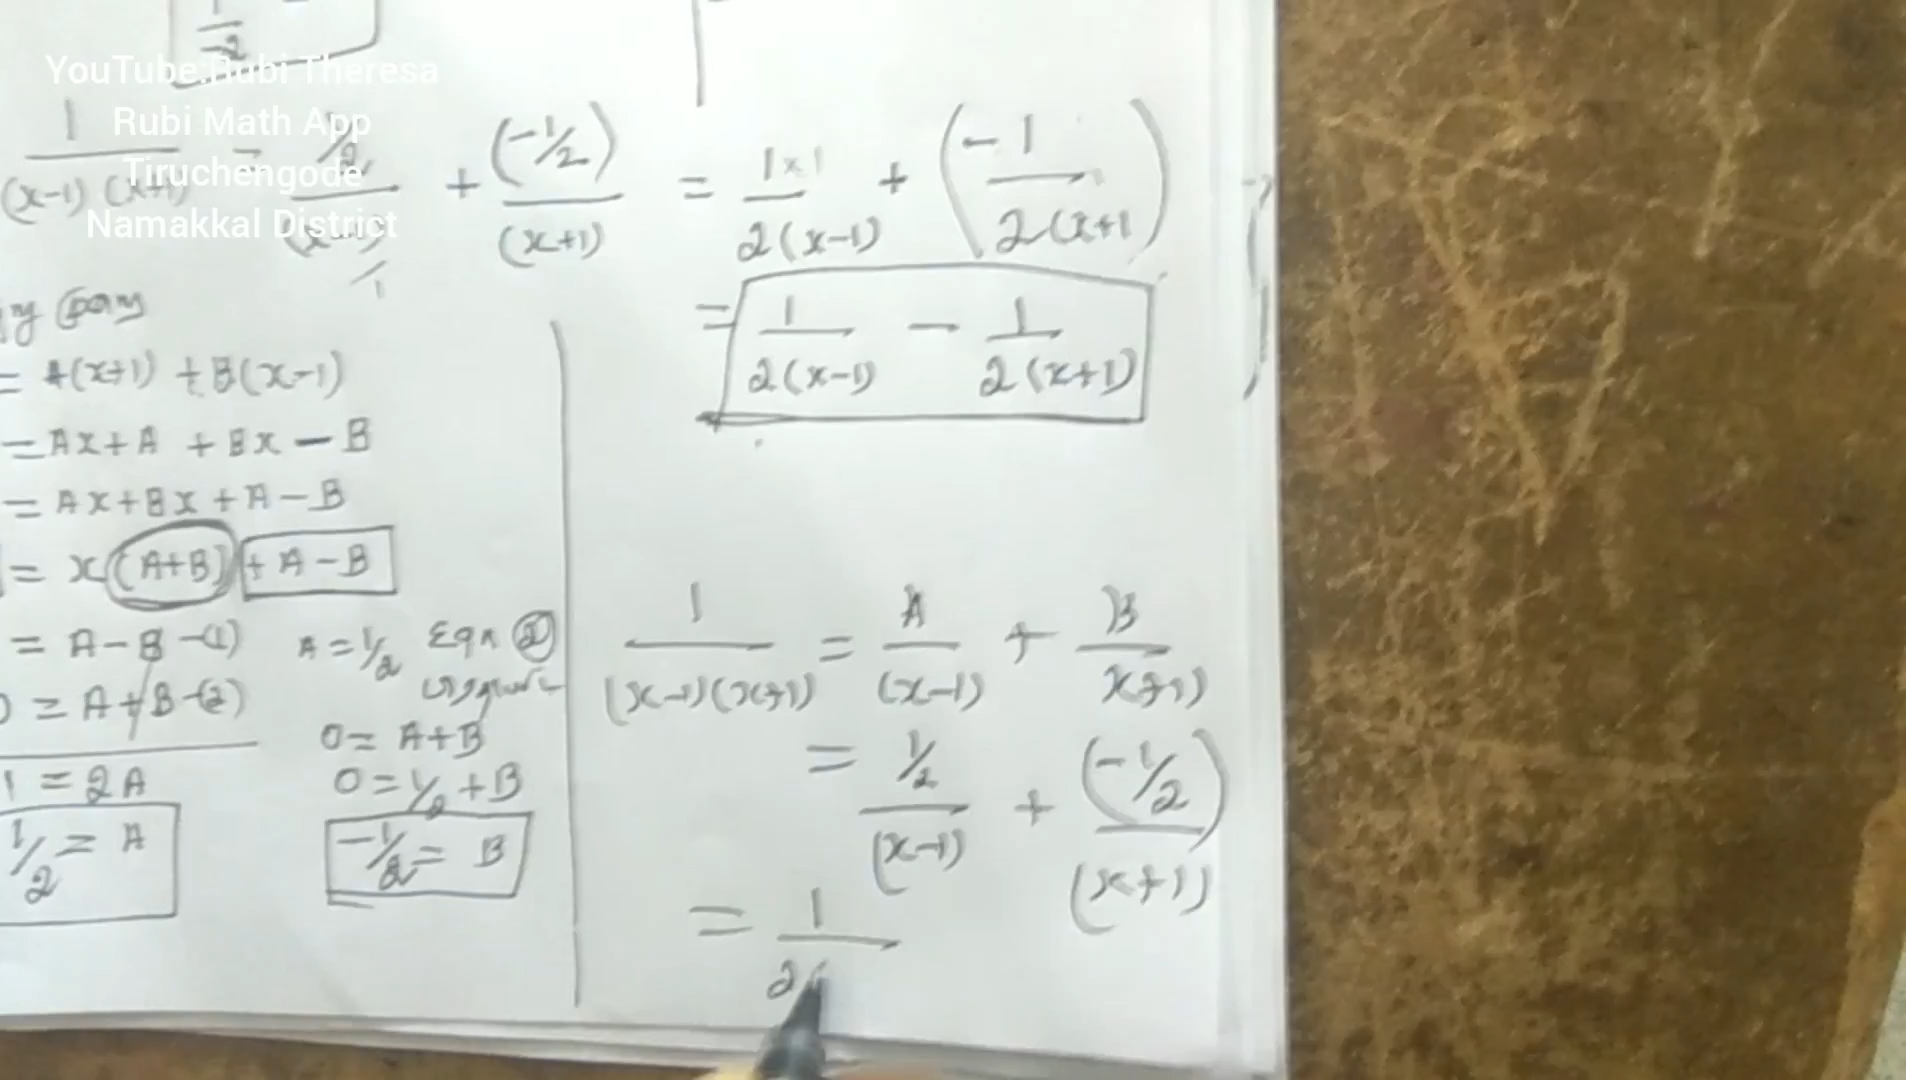 YouTube:Rubi Theresa
Rubi Math App
Tiruchengode
Namakkal District
1/(x-1)(x+1) = 1/2/(x-1) + (-1/2)/(x+1) = 1×1/2(x-1) + (-1/2(x+1)
= 1/2(x-1) - 1/2(x+1)
= A(x+1) + B(x-1)
= Ax+A + Bx - B
= Ax+Bx+A-B
= x(A+B) + A-B
= A-B-(1)
0 = A+B-(2)
1 = 2A
1/2 = A
A = 1/2 Eqn (2)
0 = A+B
0 = 1/2+B
-1/2 = B
1/(x-1)(x+1) = A/(x-1) + B/x+1)
= 1/2/(x-1) + (-1/2)/(x+1)
= 1/2(